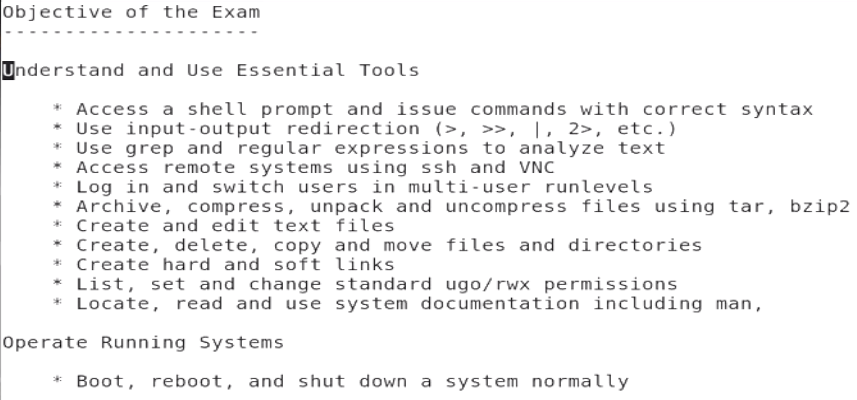 Objective of the Exam
---------------------
Understand and Use Essential Tools
* Access a shell prompt and issue commands with correct syntax
* Use input-output redirection (>, >>, |, 2>, etc.)
* Use grep and regular expressions to analyze text
* Access remote systems using ssh and VNC
* Log in and switch users in multi-user runlevels
* Archive, compress, unpack and uncompress files using tar, bzip2
* Create and edit text files
* Create, delete, copy and move files and directories
* Create hard and soft links
* List, set and change standard ugo/rwx permissions
* Locate, read and use system documentation including man,
Operate Running Systems
* Boot, reboot, and shut down a system normally